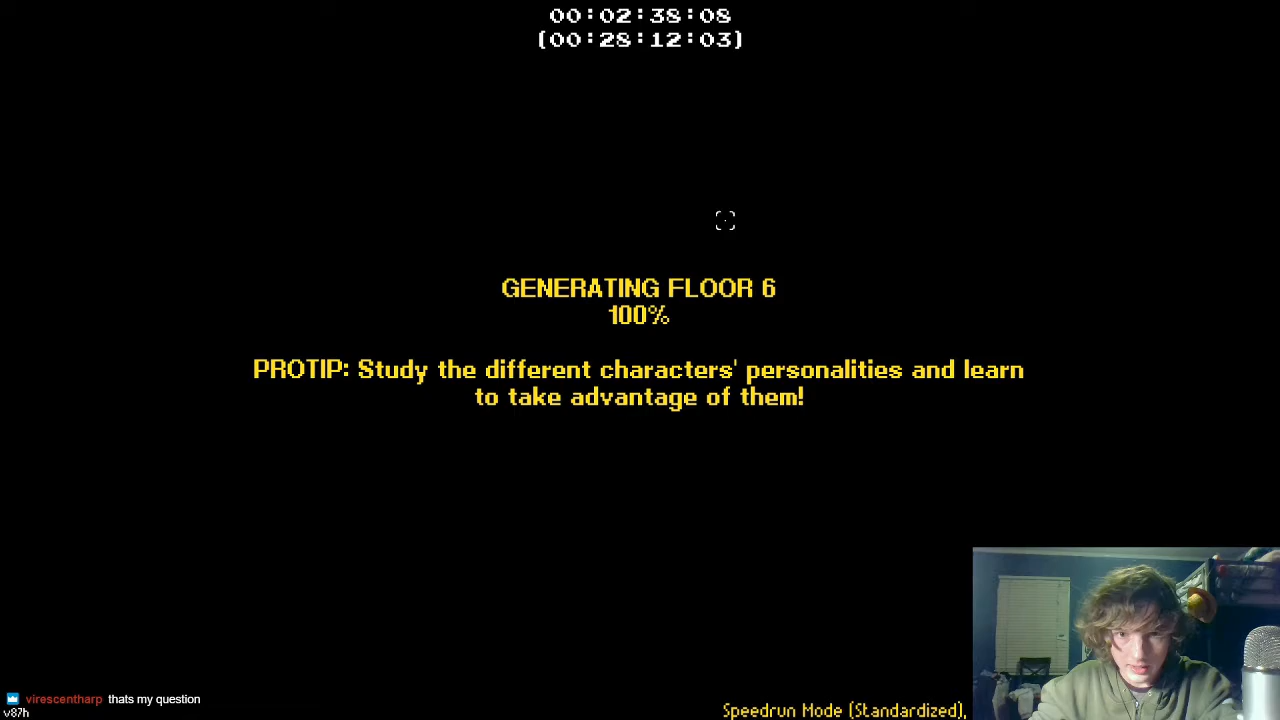 00:02:38:08
(00:28:12:03)
GENERATING FLOOR 6
100%
PROTIP: Study the different characters' personalities and learn
to take advantage of them!
virescentharp thats my question
v87h
Speedrun Mode (Standardized),